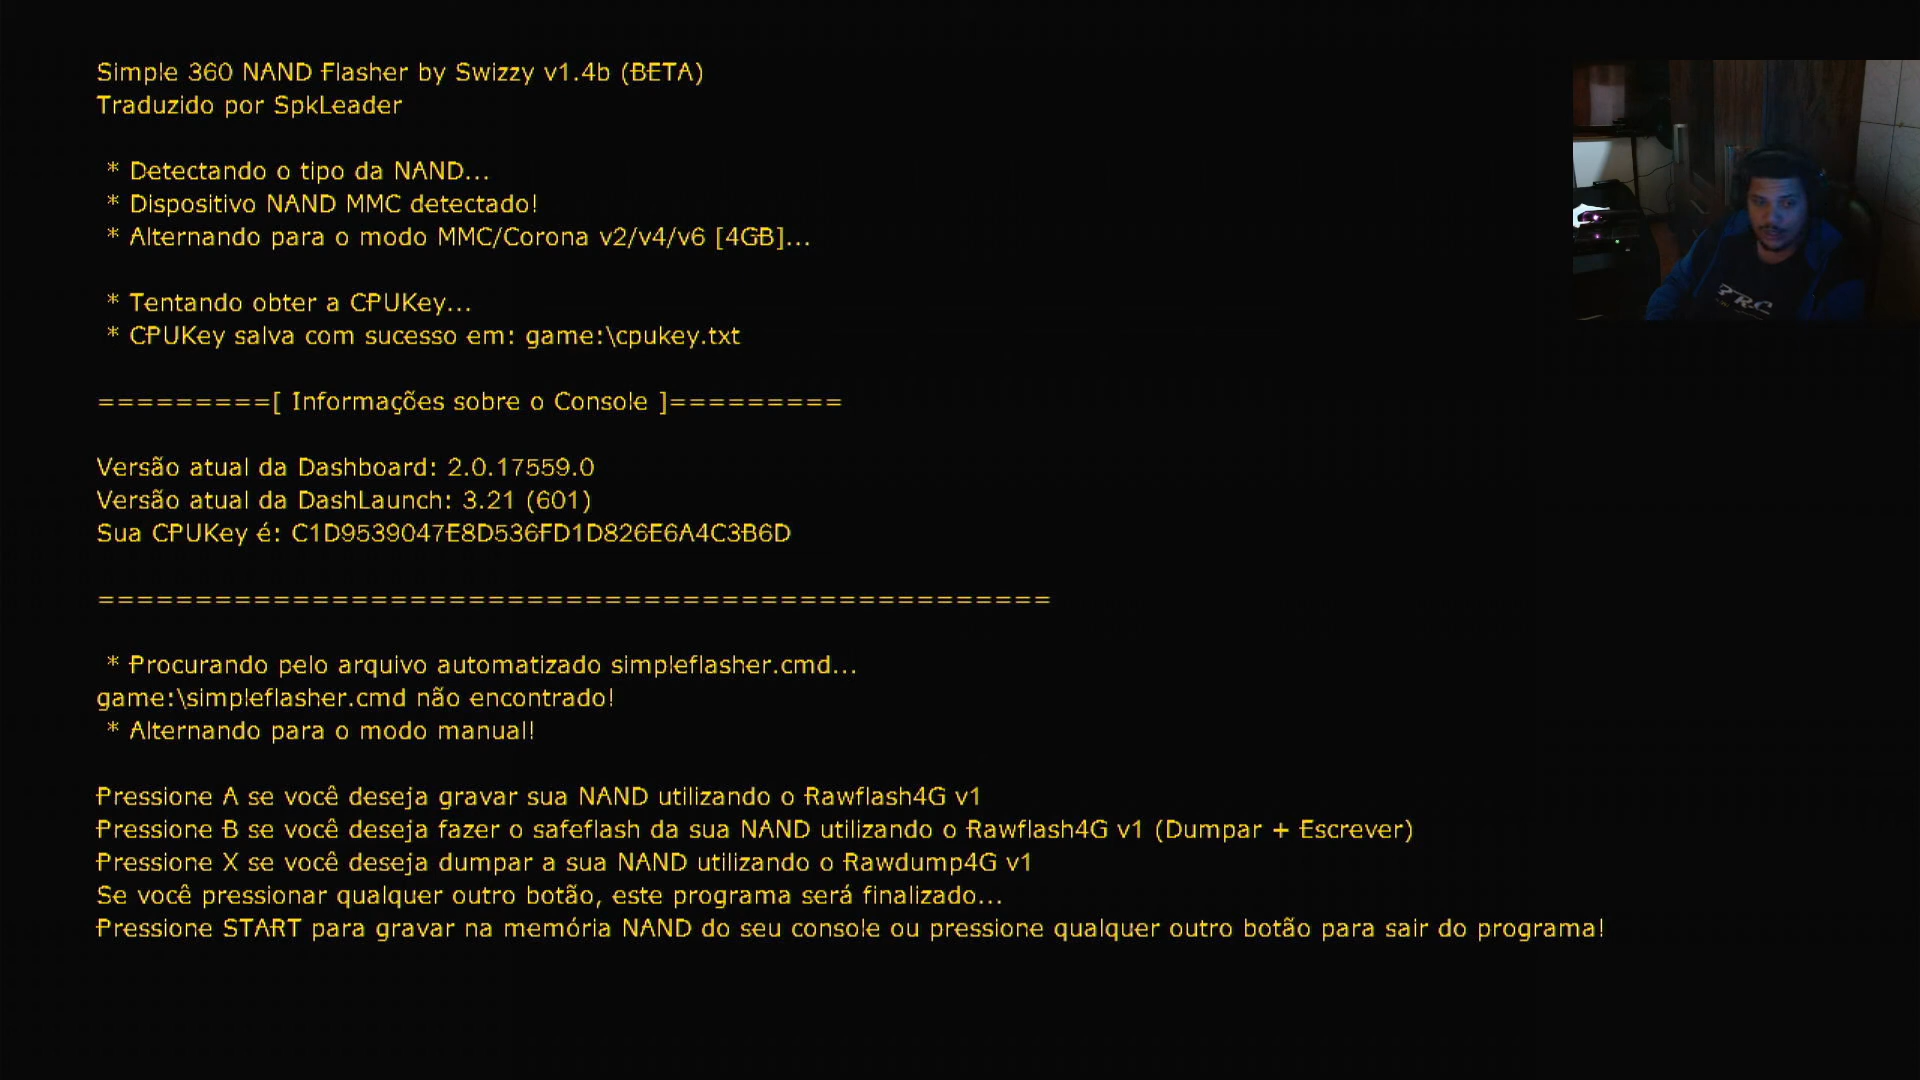 Simple 360 NAND Flasher by Swizzy v1.4b (BETA)
Traduzido por SpkLeader
* Detectando o tipo da NAND...
* Dispositivo NAND MMC detectado!
* Alternando para o modo MMC/Corona v2/v4/v6 [4GB]...
* Tentando obter a CPUKey...
* CPUKey salva com sucesso em: game:\cpukey.txt
=========[ Informações sobre o Console ]=========
Versão atual da Dashboard: 2.0.17559.0
Versão atual da DashLaunch: 3.21 (601)
Sua CPUKey é: C1D9539047E8D536FD1D826E6A4C3B6D
=================================================
* Procurando pelo arquivo automatizado simpleflasher.cmd...
game:\simpleflasher.cmd não encontrado!
* Alternando para o modo manual!
Pressione A se você deseja gravar sua NAND utilizando o Rawflash4G v1
Pressione B se você deseja fazer o safeflash da sua NAND utilizando o Rawflash4G v1 (Dumpar + Escrever)
Pressione X se você deseja dumpar a sua NAND utilizando o Rawdump4G v1
Se você pressionar qualquer outro botão, este programa será finalizado...
Pressione START para gravar na memória NAND do seu console ou pressione qualquer outro botão para sair do programa!